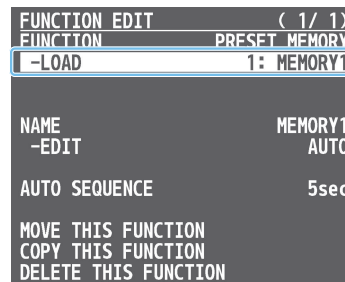 FUNCTION EDIT ( 1/ 1)
FUNCTION PRESET MEMORY
-LOAD 1: MEMORY1
NAME MEMORY1
-EDIT AUTO
AUTO SEQUENCE 5sec
MOVE THIS FUNCTION
COPY THIS FUNCTION
DELETE THIS FUNCTION